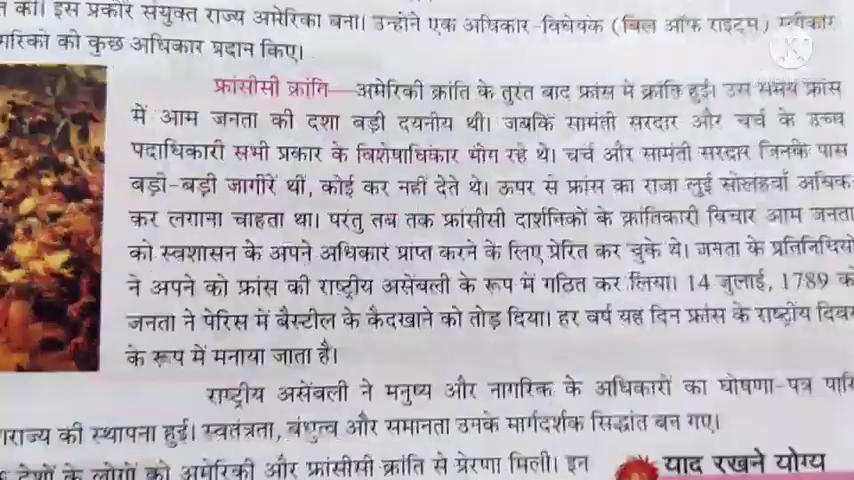 की। इस प्रकार संयुक्त राज्य अमेरिका बना। उन्होंने एक अधिकार-विधेयक (बिल ऑफ राइट्स) स्वीकार
गरिकों को कुछ अधिकार प्रदान किए।
फ्रांसीसी क्रांति—अमेरिकी क्रांति के तुरंत बाद फ्रांस में क्रांति हुई। उस समय फ्रांस
में आम जनता की दशा बड़ी दयनीय थी। जबकि सामंती सरदार और चर्च के उच्च
पदाधिकारी सभी प्रकार के विशेषाधिकार भोग रहे थे। चर्च और सामंती सरदार जिनके पास
बड़ी-बड़ी जागीरें थीं, कोई कर नहीं देते थे। ऊपर से फ्रांस का राजा लुई सोलहवाँ अधिक
कर लगाना चाहता था। परंतु तब तक फ्रांसीसी दार्शनिकों के क्रांतिकारी विचार आम जनता
को स्वशासन के अपने अधिकार प्राप्त करने के लिए प्रेरित कर चुके थे। जनता के प्रतिनिधियों
ने अपने को फ्रांस की राष्ट्रीय असेंबली के रूप में गठित कर लिया। 14 जुलाई, 1789 को
जनता ने पेरिस में बैस्टील के कैदखाने को तोड़ दिया। हर वर्ष यह दिन फ्रांस के राष्ट्रीय दिव
के रूप में मनाया जाता है।
राष्ट्रीय असेंबली ने मनुष्य और नागरिक के अधिकारों का घोषणा-पत्र पारि
राज्य की स्थापना हुई। स्वतंत्रता, बंधुत्व और समानता उनके मार्गदर्शक सिद्धांत बन गए।
देशों के लोगों को अमेरिकी और फ्रांसीसी क्रांति से प्रेरणा मिली। इन
याद रखने योग्य